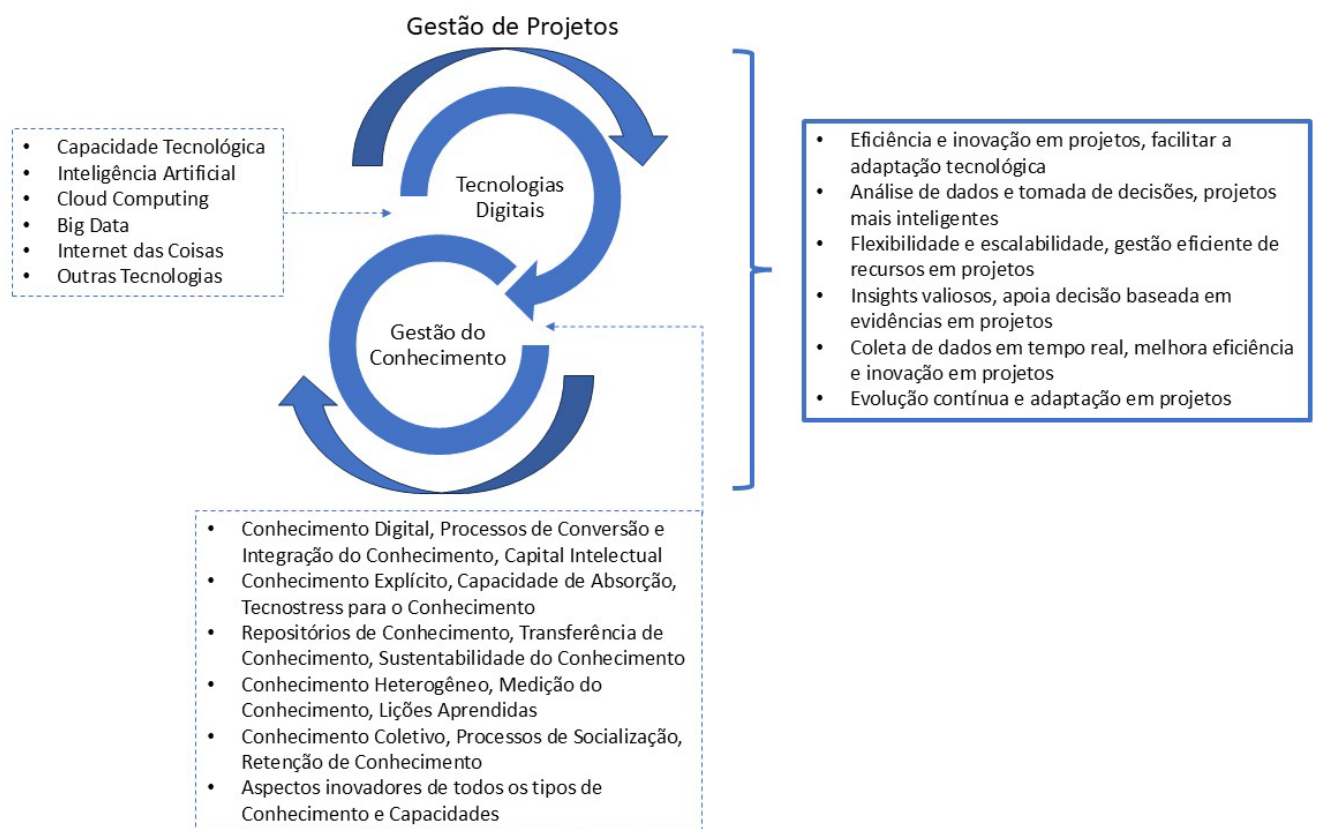 Gestão de Projetos
• Capacidade Tecnológica
• Inteligência Artificial
• Cloud Computing
• Big Data
• Internet das Coisas
• Outras Tecnologias
Tecnologias
Digitais
Gestão do
Conhecimento
• Eficiência e inovação em projetos, facilitar a
adaptação tecnológica
• Análise de dados e tomada de decisões, projetos
mais inteligentes
• Flexibilidade e escalabilidade, gestão eficiente de
recursos em projetos
• Insights valiosos, apoia decisão baseada em
evidências em projetos
• Coleta de dados em tempo real, melhora eficiência
e inovação em projetos
• Evolução contínua e adaptação em projetos
• Conhecimento Digital, Processos de Conversão e
Integração do Conhecimento, Capital Intelectual
• Conhecimento Explícito, Capacidade de Absorção,
Tecnostress para o Conhecimento
• Repositórios de Conhecimento, Transferência de
Conhecimento, Sustentabilidade do Conhecimento
• Conhecimento Heterogêneo, Medição do
Conhecimento, Lições Aprendidas
• Conhecimento Coletivo, Processos de Socialização,
Retenção de Conhecimento
• Aspectos inovadores de todos os tipos de
Conhecimento e Capacidades